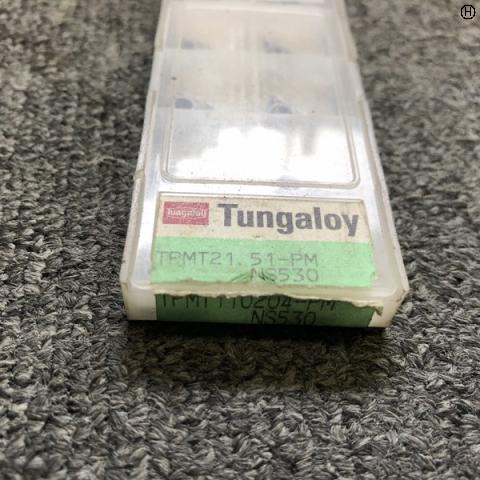 H
Tungaloy
Tungaloy
TPMT21.51-PM
NS530
TPMT110204-PM
NS530